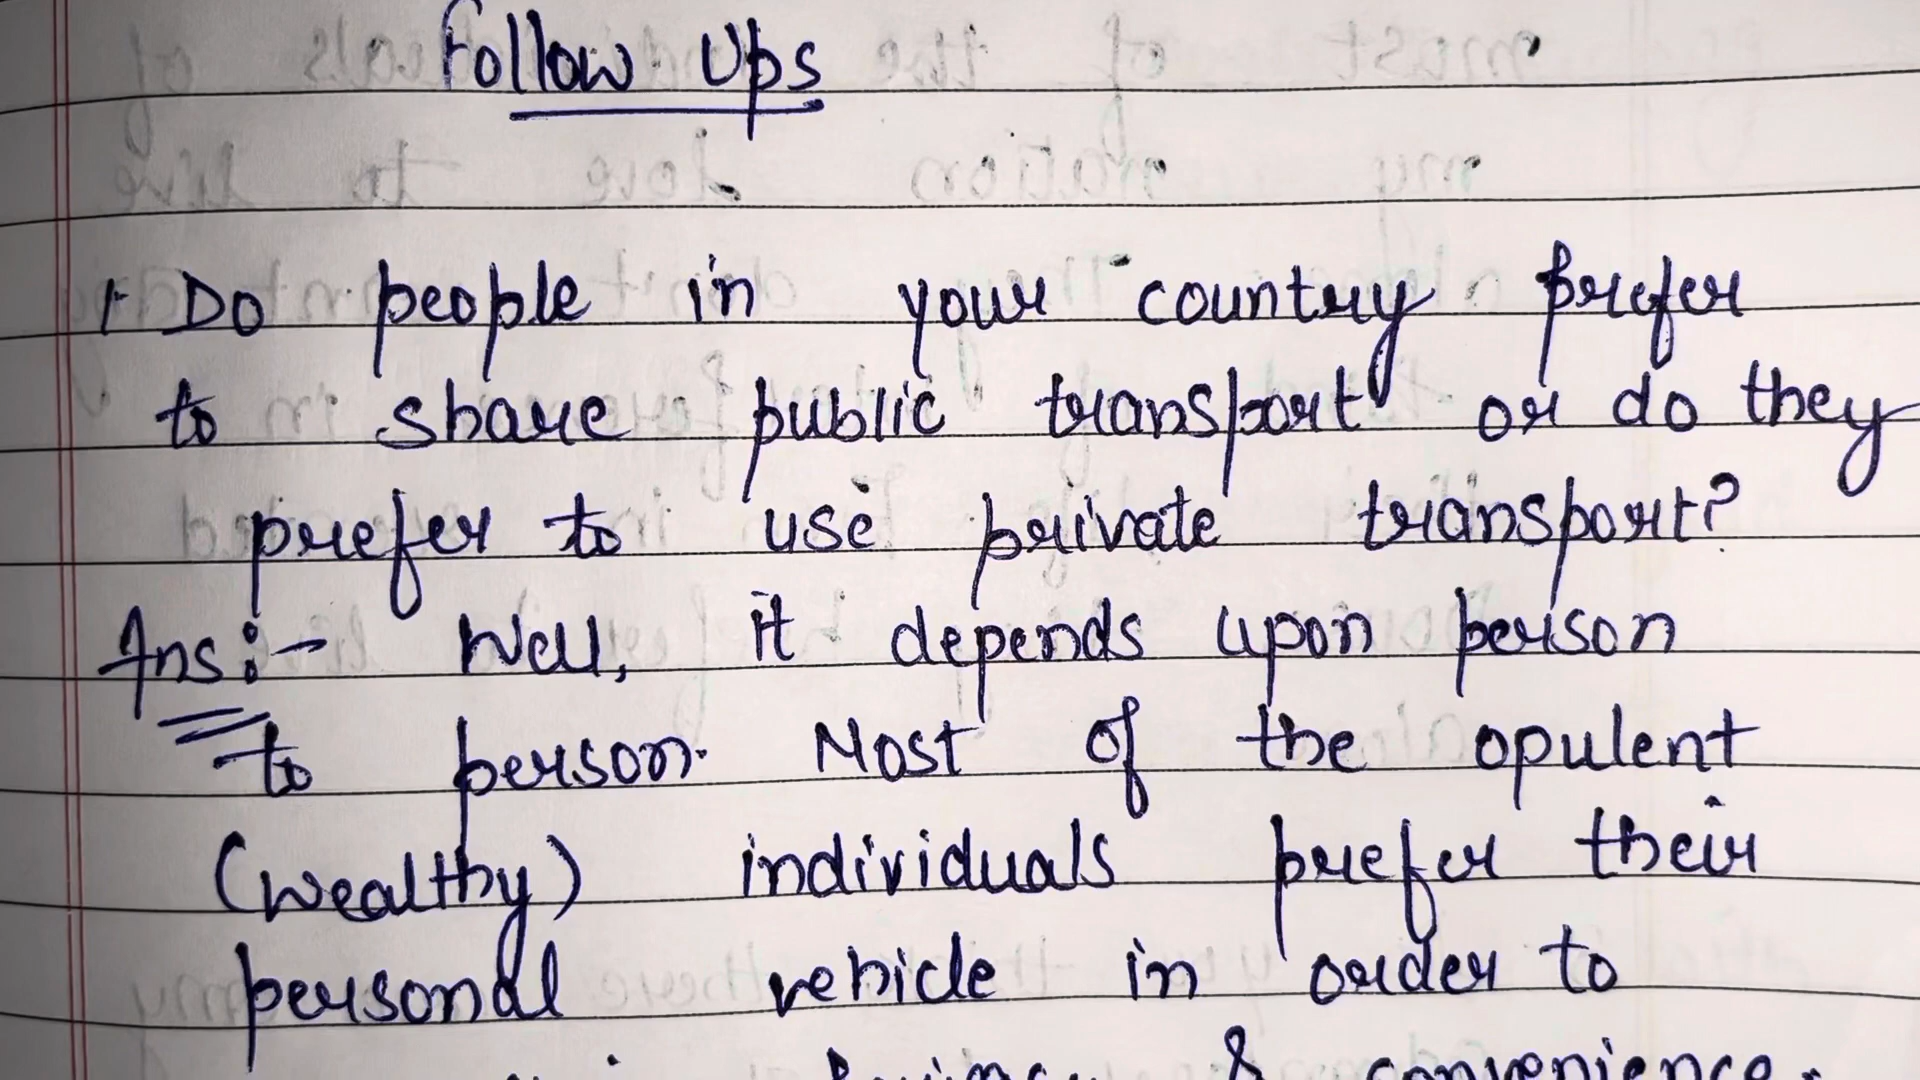 Follow Ups
1. Do people in your country prefer
to share public transport or do they
prefer to use private transport?
Ans:- Well, it depends upon person
to person. Most of the opulent
(wealthy) individuals prefer their
personal vehicle in order to
& convenience.